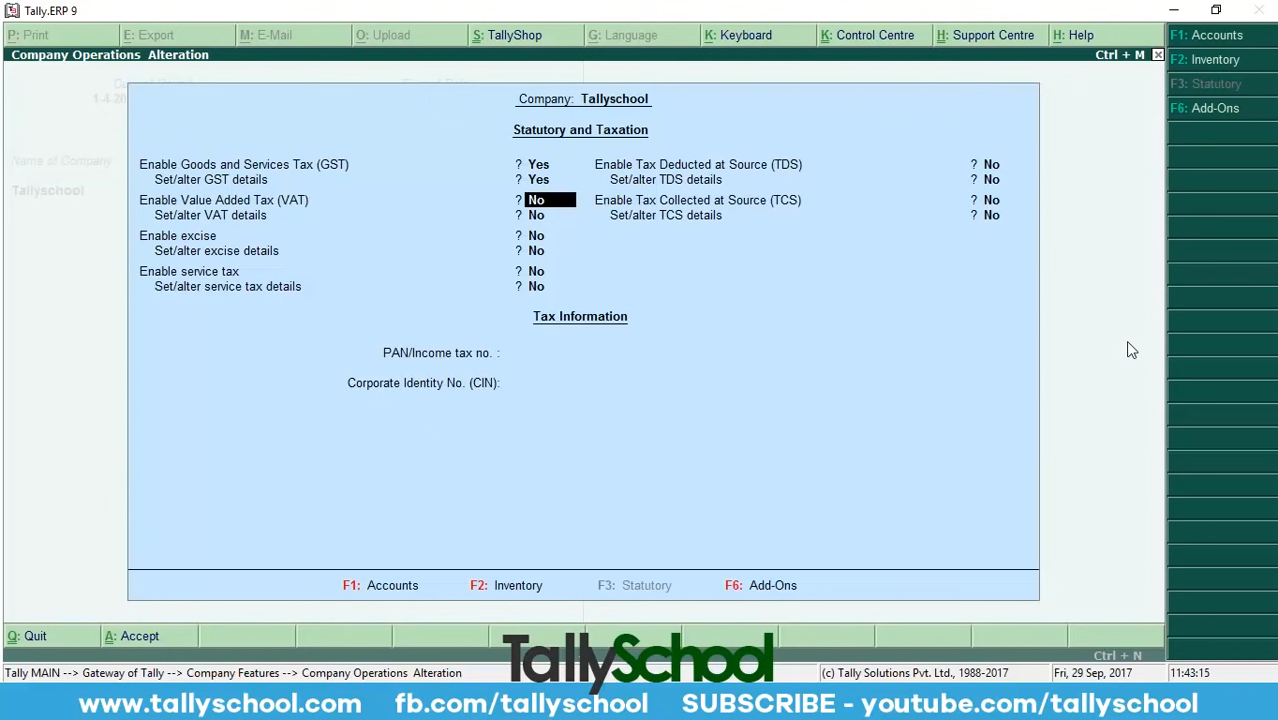 Tally.ERP 9
P: Print E: Export M: E-Mail O: Upload S: TallyShop G: Language K: Keyboard K: Control Centre H: Support Centre H: Help
Company Operations Alteration Ctrl + M
F1: Accounts
F2: Inventory
F3: Statutory
F6: Add-Ons
1-4-20
Name of Company
Tallyschool
Company: Tallyschool
Statutory and Taxation
Enable Goods and Services Tax (GST) ? Yes
Set/alter GST details ? Yes
Enable Value Added Tax (VAT) ? No
Set/alter VAT details ? No
Enable excise ? No
Set/alter excise details ? No
Enable service tax ? No
Set/alter service tax details ? No
Enable Tax Deducted at Source (TDS) ? No
Set/alter TDS details ? No
Enable Tax Collected at Source (TCS) ? No
Set/alter TCS details ? No
Tax Information
PAN/Income tax no. :
Corporate Identity No. (CIN):
F1: Accounts F2: Inventory F3: Statutory F6: Add-Ons
Q: Quit A: Accept
TallySchool
Ctrl + N
Tally MAIN --> Gateway of Tally --> Company Features --> Company Operations Alteration (c) Tally Solutions Pvt. Ltd., 1988-2017 Fri, 29 Sep, 2017 11:43:15
www.tallyschool.com fb.com/tallyschool SUBSCRIBE - youtube.com/tallyschool